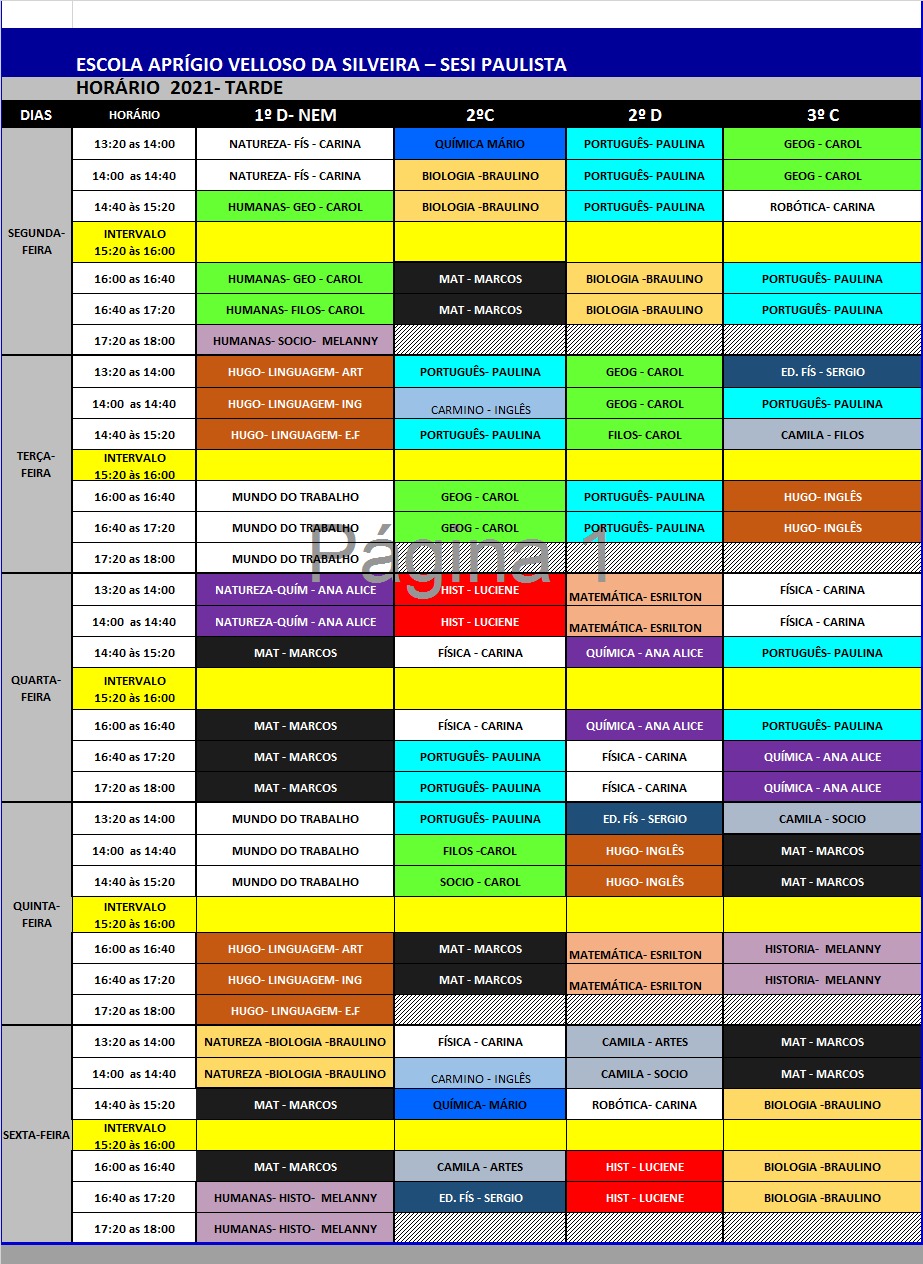 ESCOLA APRÍGIO VELLOSO DA SILVEIRA – SESI PAULISTA
HORÁRIO 2021- TARDE
DIAS HORÁRIO 1º D- NEM 2ºC 2º D 3º C
SEGUNDA-FEIRA
13:20 as 14:00 NATUREZA- FÍS - CARINA QUÍMICA MÁRIO PORTUGUÊS- PAULINA GEOG - CAROL
14:00 as 14:40 NATUREZA- FÍS - CARINA BIOLOGIA -BRAULINO PORTUGUÊS- PAULINA GEOG - CAROL
14:40 às 15:20 HUMANAS- GEO - CAROL BIOLOGIA -BRAULINO PORTUGUÊS- PAULINA ROBÓTICA- CARINA
INTERVALO
15:20 às 16:00
16:00 as 16:40 HUMANAS- GEO - CAROL MAT - MARCOS BIOLOGIA -BRAULINO PORTUGUÊS- PAULINA
16:40 às 17:20 HUMANAS- FILOS- CAROL MAT - MARCOS BIOLOGIA -BRAULINO PORTUGUÊS- PAULINA
17:20 as 18:00 HUMANAS- SOCIO- MELANNY
TERÇA-FEIRA
13:20 às 14:00 HUGO- LINGUAGEM- ART PORTUGUÊS- PAULINA GEOG - CAROL ED. FÍS - SERGIO
14:00 as 14:40 HUGO- LINGUAGEM- ING CARMINO - INGLÊS GEOG - CAROL PORTUGUÊS- PAULINA
14:40 às 15:20 HUGO- LINGUAGEM- E.F PORTUGUÊS- PAULINA FILOS- CAROL CAMILA - FILOS
INTERVALO
15:20 às 16:00
16:00 as 16:40 MUNDO DO TRABALHO GEOG - CAROL PORTUGUÊS- PAULINA HUGO- INGLÊS
16:40 às 17:20 MUNDO DO TRABALHO GEOG - CAROL PORTUGUÊS- PAULINA HUGO- INGLÊS
17:20 as 18:00 MUNDO DO TRABALHO
Página 1
QUARTA-FEIRA
13:20 às 14:00 NATUREZA-QUÍM - ANA ALICE HIST - LUCIENE MATEMÁTICA- ESRILTON FÍSICA - CARINA
14:00 as 14:40 NATUREZA-QUÍM - ANA ALICE HIST - LUCIENE MATEMÁTICA- ESRILTON FÍSICA - CARINA
14:40 às 15:20 MAT - MARCOS FÍSICA - CARINA QUÍMICA - ANA ALICE PORTUGUÊS- PAULINA
INTERVALO
15:20 às 16:00
16:00 as 16:40 MAT - MARCOS FÍSICA - CARINA QUÍMICA - ANA ALICE PORTUGUÊS- PAULINA
16:40 às 17:20 MAT - MARCOS PORTUGUÊS- PAULINA FÍSICA - CARINA QUÍMICA - ANA ALICE
17:20 as 18:00 MAT - MARCOS PORTUGUÊS- PAULINA FÍSICA - CARINA QUÍMICA - ANA ALICE
QUINTA-FEIRA
13:20 às 14:00 MUNDO DO TRABALHO PORTUGUÊS- PAULINA ED. FÍS - SERGIO CAMILA - SOCIO
14:00 as 14:40 MUNDO DO TRABALHO FILOS -CAROL HUGO- INGLÊS MAT - MARCOS
14:40 às 15:20 MUNDO DO TRABALHO SOCIO - CAROL HUGO- INGLÊS MAT - MARCOS
INTERVALO
15:20 às 16:00
16:00 as 16:40 HUGO- LINGUAGEM- ART MAT - MARCOS MATEMÁTICA- ESRILTON HISTORIA- MELANNY
16:40 às 17:20 HUGO- LINGUAGEM- ING MAT - MARCOS MATEMÁTICA- ESRILTON HISTORIA- MELANNY
17:20 as 18:00 HUGO- LINGUAGEM- E.F
SEXTA-FEIRA
13:20 às 14:00 NATUREZA -BIOLOGIA -BRAULINO FÍSICA - CARINA CAMILA - ARTES MAT - MARCOS
14:00 as 14:40 NATUREZA -BIOLOGIA -BRAULINO CARMINO - INGLÊS CAMILA - SOCIO MAT - MARCOS
14:40 às 15:20 MAT - MARCOS QUÍMICA- MÁRIO ROBÓTICA- CARINA BIOLOGIA -BRAULINO
INTERVALO
15:20 às 16:00
16:00 as 16:40 MAT - MARCOS CAMILA - ARTES HIST - LUCIENE BIOLOGIA -BRAULINO
16:40 às 17:20 HUMANAS- HISTO- MELANNY ED. FÍS - SERGIO HIST - LUCIENE BIOLOGIA -BRAULINO
17:20 as 18:00 HUMANAS- HISTO- MELANNY